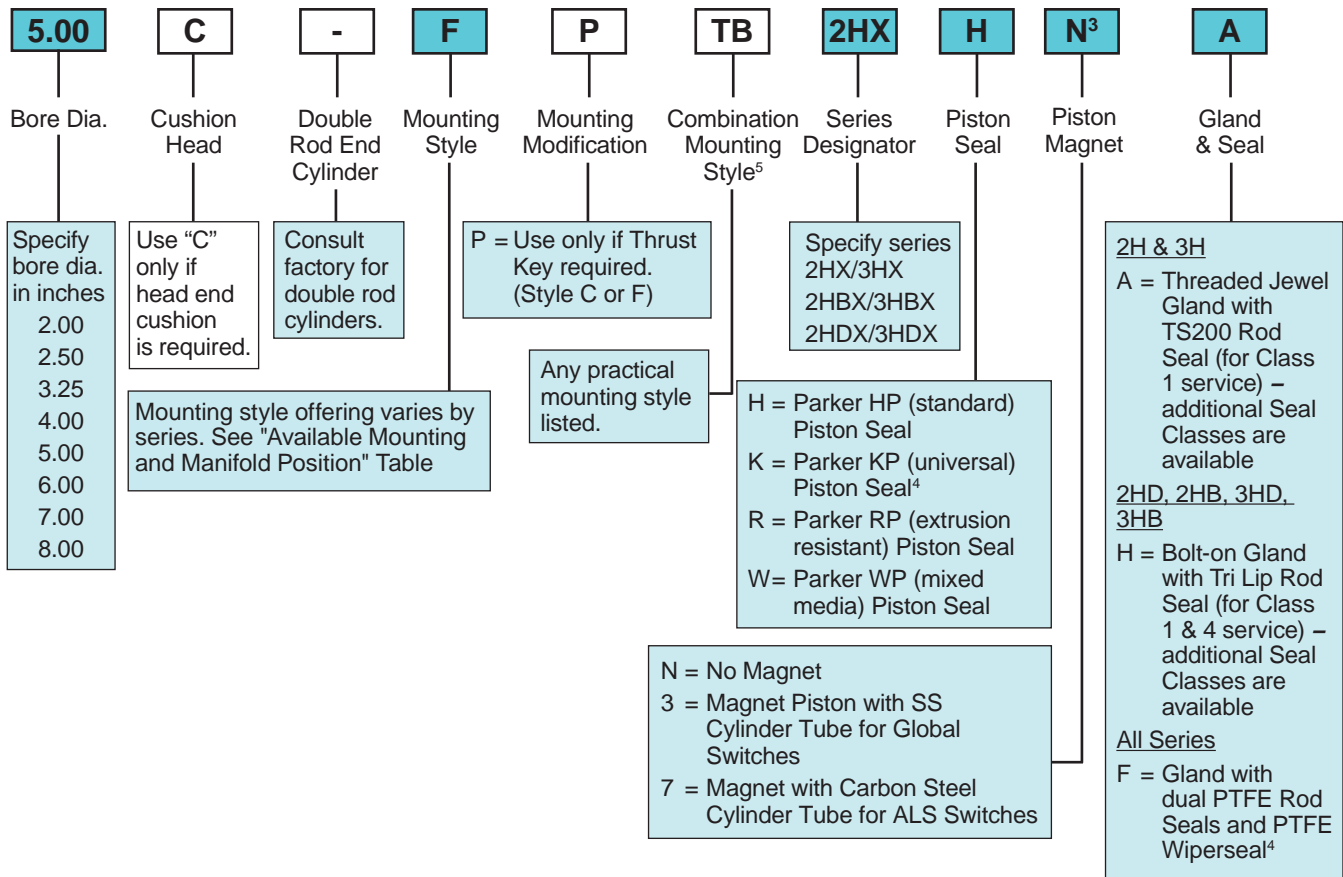 5.00 C - F P TB 2HX H N3 A
Bore Dia.
Cushion
Head
Double
Rod End
Cylinder
Mounting
Style
Mounting
Modification
Combination
Mounting
Style5
Series
Designator
Piston
Seal
Piston
Magnet
Gland
& Seal
Specify
bore dia.
in inches
2.00
2.50
3.25
4.00
5.00
6.00
7.00
8.00
Use “C”
only if
head end
cushion
is required.
Consult
factory for
double rod
cylinders.
Mounting style offering varies by
series. See "Available Mounting
and Manifold Position" Table
P = Use only if Thrust
Key required.
(Style C or F)
Any practical
mounting style
listed.
Specify series
2HX/3HX
2HBX/3HBX
2HDX/3HDX
H = Parker HP (standard)
Piston Seal
K = Parker KP (universal)
Piston Seal4
R = Parker RP (extrusion
resistant) Piston Seal
W= Parker WP (mixed
media) Piston Seal
N = No Magnet
3 = Magnet Piston with SS
Cylinder Tube for Global
Switches
7 = Magnet with Carbon Steel
Cylinder Tube for ALS Switches
2H & 3H
A = Threaded Jewel
Gland with
TS200 Rod
Seal (for Class
1 service) –
additional Seal
Classes are
available
2HD, 2HB, 3HD,
3HB
H = Bolt-on Gland
with Tri Lip Rod
Seal (for Class
1 & 4 service) –
additional Seal
Classes are
available
All Series
F = Gland with
dual PTFE Rod
Seals and PTFE
Wiperseal4